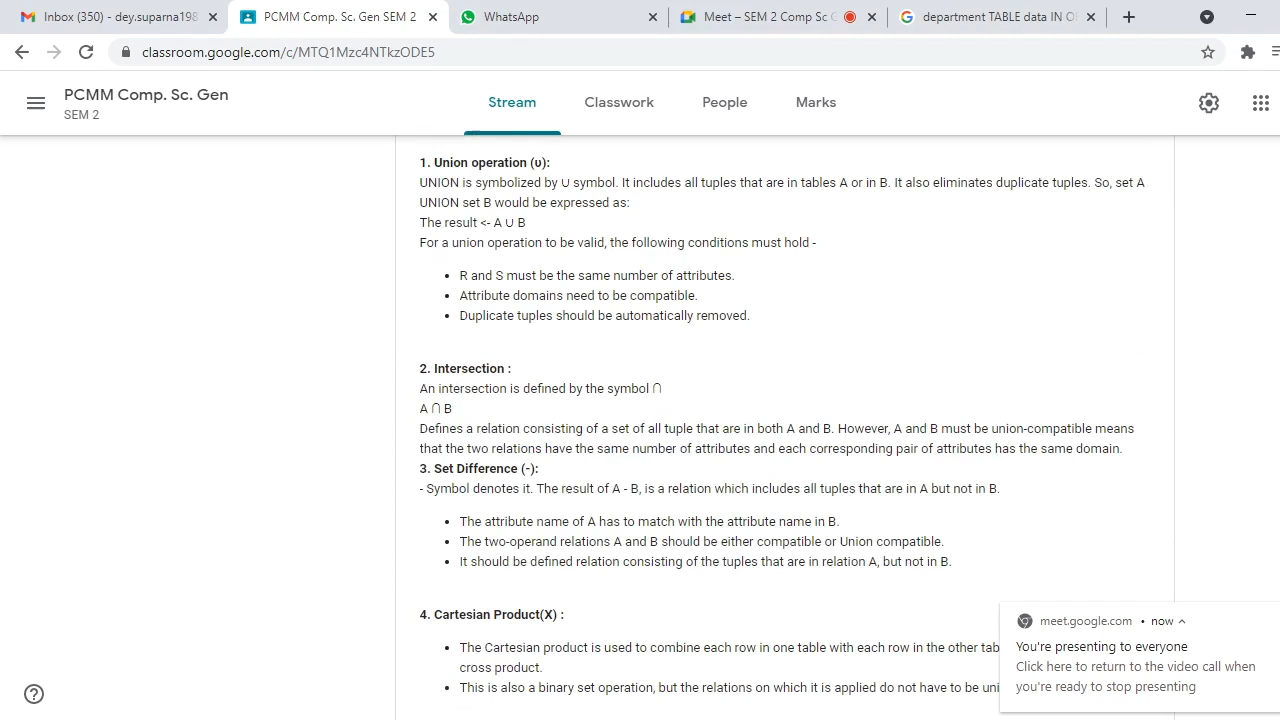 Inbox (350) - dey.suparna198
PCMM Comp. Sc. Gen SEM 2
WhatsApp
Meet – SEM 2 Comp Sc G
department TABLE data IN O
classroom.google.com/c/MTQ1Mzc4NTkzODE5
PCMM Comp. Sc. Gen
SEM 2
Stream
Classwork
People
Marks
1. Union operation (υ):
UNION is symbolized by ∪ symbol. It includes all tuples that are in tables A or in B. It also eliminates duplicate tuples. So, set A
UNION set B would be expressed as:
The result <- A ∪ B
For a union operation to be valid, the following conditions must hold -
• R and S must be the same number of attributes.
• Attribute domains need to be compatible.
• Duplicate tuples should be automatically removed.
2. Intersection :
An intersection is defined by the symbol ∩
A ∩ B
Defines a relation consisting of a set of all tuple that are in both A and B. However, A and B must be union-compatible means
that the two relations have the same number of attributes and each corresponding pair of attributes has the same domain.
3. Set Difference (-):
- Symbol denotes it. The result of A - B, is a relation which includes all tuples that are in A but not in B.
• The attribute name of A has to match with the attribute name in B.
• The two-operand relations A and B should be either compatible or Union compatible.
• It should be defined relation consisting of the tuples that are in relation A, but not in B.
4. Cartesian Product(X) :
• The Cartesian product is used to combine each row in one table with each row in the other tab
cross product.
• This is also a binary set operation, but the relations on which it is applied do not have to be uni
meet.google.com • now
You're presenting to everyone
Click here to return to the video call when
you're ready to stop presenting